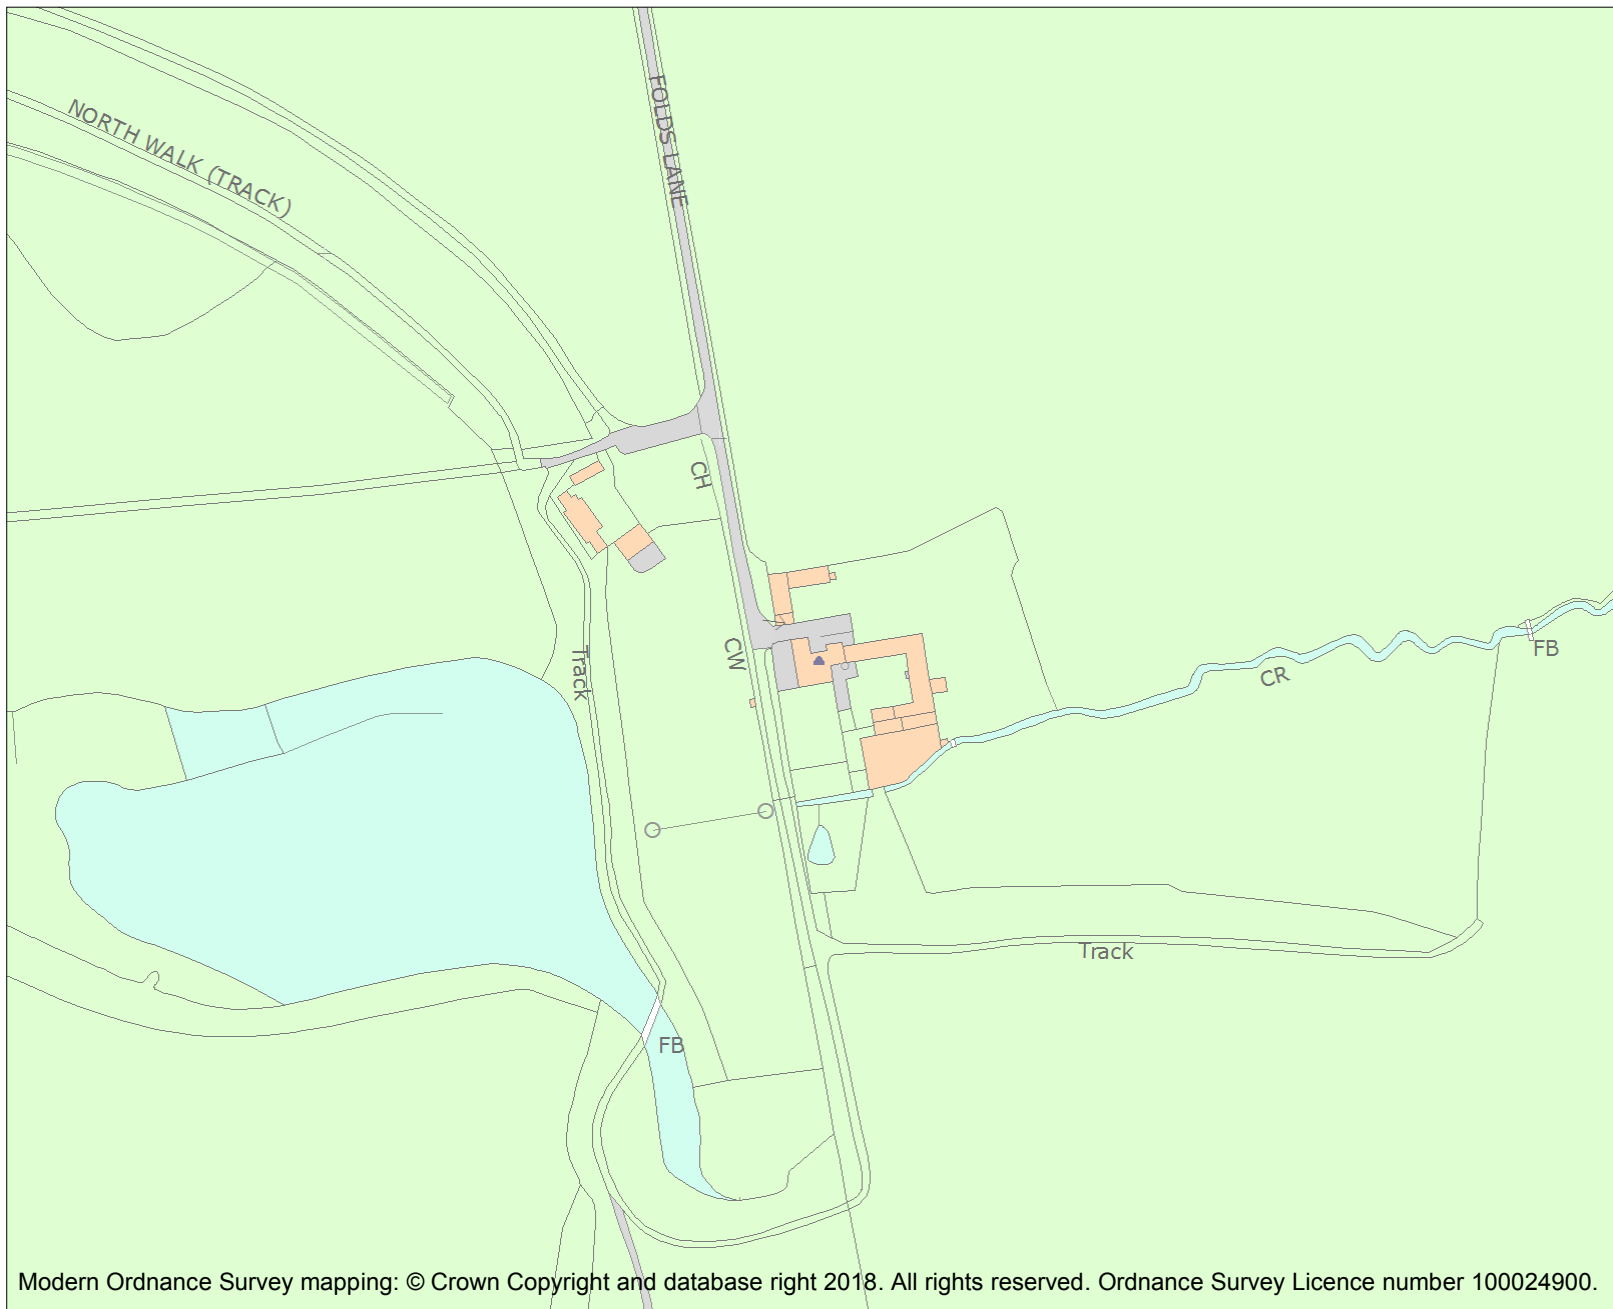 FOLDS LANE
NORTH WALK (TRACK)
CH
CW
Track
FB
CR
Track
FB
Modern Ordnance Survey mapping: © Crown Copyright and database right 2018. All rights reserved. Ordnance Survey Licence number 100024900.